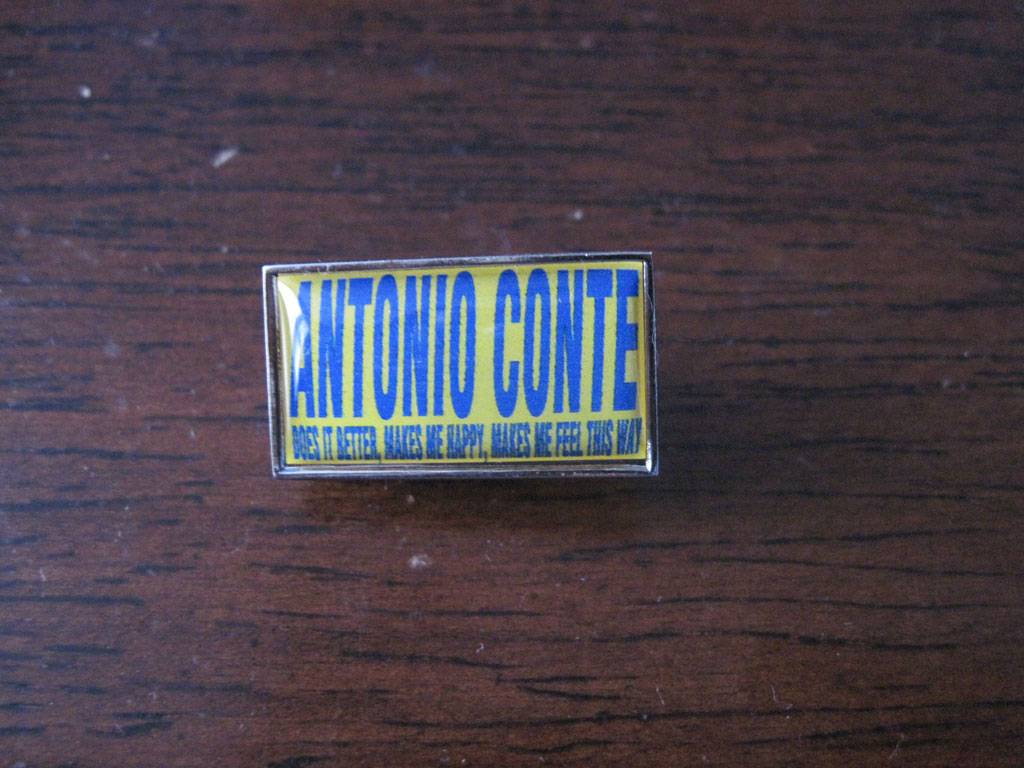 ANTONIO CONTE
DOES IT BETTER, MAKES ME HAPPY, MAKES ME FEEL THIS WAY